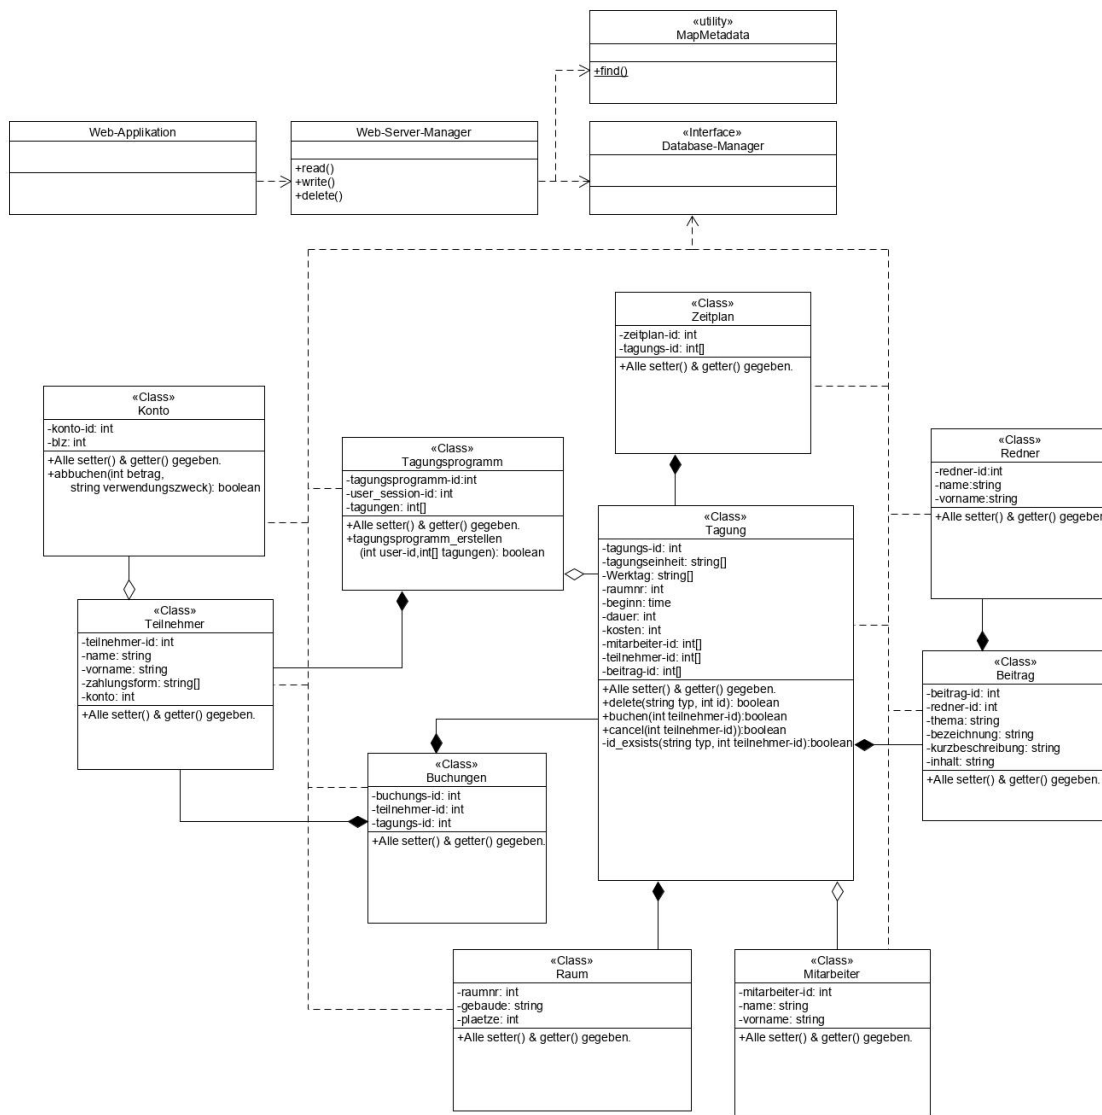 «utility»
MapMetadata
+find()
Web-Applikation
Web-Server-Manager
+read()
+write()
+delete()
«Interface»
Database-Manager
«Class»
Zeitplan
-zeitplan-id: int
-tagungs-id: int[]
+Alle setter() & getter() gegeben.
«Class»
Konto
-konto-id: int
-blz: int
+Alle setter() & getter() gegeben.
+abbuchen(int betrag,
string verwendungszweck): boolean
«Class»
Tagungsprogramm
-tagungsprogramm-id:int
-user_session-id: int
-tagungen: int[]
+Alle setter() & getter() gegeben.
+tagungsprogramm_erstellen
(int user-id,int[] tagungen): boolean
«Class»
Redner
-redner-id:int
-name:string
-vorname:string
+Alle setter() & getter() gegeben
«Class»
Tagung
-tagungs-id: int
-tagungseinheit: string[]
-Werktag: string[]
-raumnr: int
-beginn: time
-dauer: int
-kosten: int
-mitarbeiter-id: int[]
-teilnehmer-id: int[]
-beitrag-id: int[]
+Alle setter() & getter() gegeben.
+delete(string typ, int id): boolean
+buchen(int teilnehmer-id):boolean
+cancel(int teilnehmer-id)):boolean
-id_exsists(string typ, int teilnehmer-id):boolean
«Class»
Teilnehmer
-teilnehmer-id: int
-name: string
-vorname: string
-zahlungsform: string[]
-konto: int
+Alle setter() & getter() gegeben.
«Class»
Beitrag
-beitrag-id: int
-redner-id: int
-thema: string
-bezeichnung: string
-kurzbeschreibung: string
-inhalt: string
+Alle setter() & getter() gegeben.
«Class»
Buchungen
-buchungs-id: int
-teilnehmer-id: int
-tagungs-id: int
+Alle setter() & getter() gegeben.
«Class»
Raum
-raumnr: int
-gebaude: string
-plaetze: int
+Alle setter() & getter() gegeben.
«Class»
Mitarbeiter
-mitarbeiter-id: int
-name: string
-vorname: string
+Alle setter() & getter() gegeben.